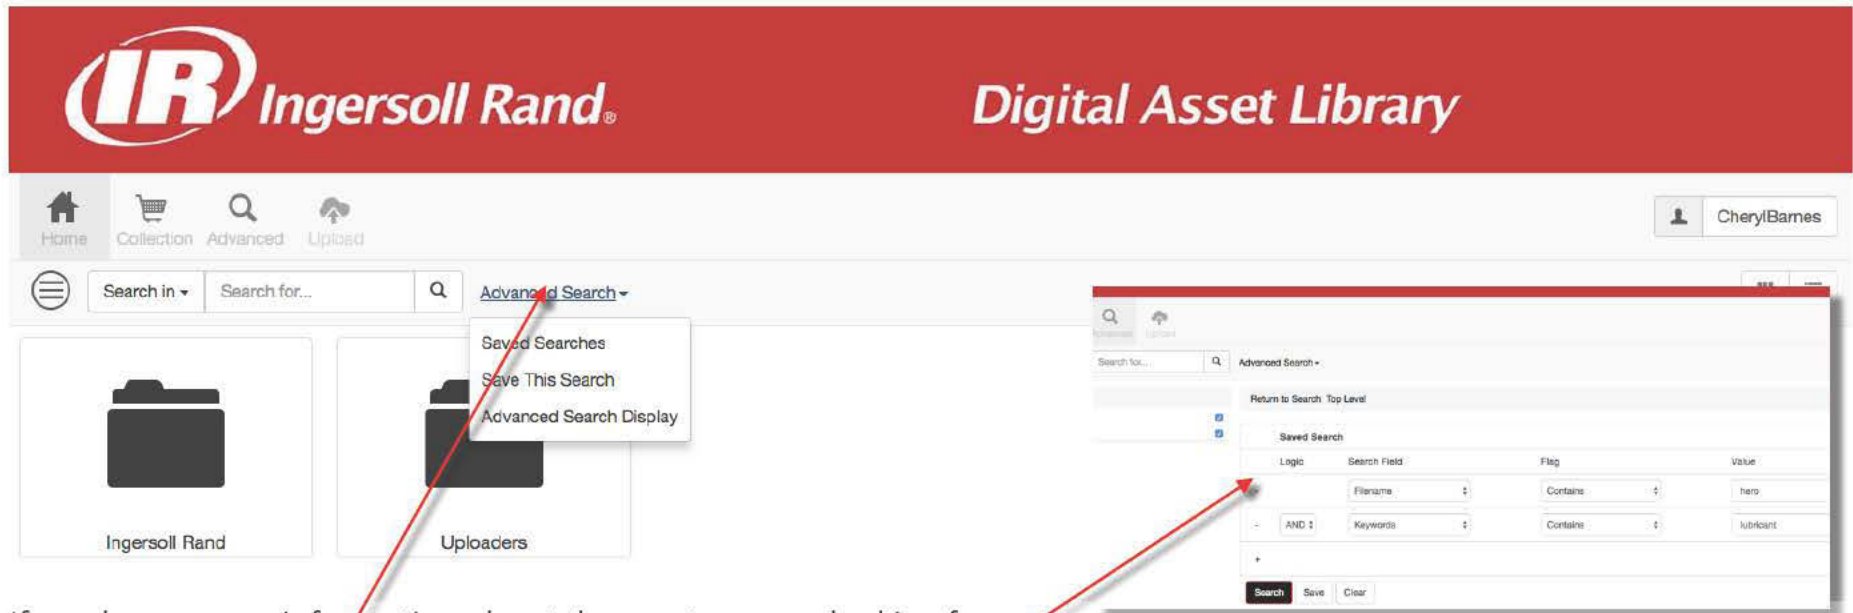 IR Ingersoll Rand®
Digital Asset Library
Home Collection Advanced Upload
CherylBarnes
Search in Search for... Advanced Search
Saved Searches
Save This Search
Advanced Search Display
Ingersoll Rand
Uploaders
Upload
Search for... Advanced Search
Return to Search Top Level
Saved Search
Logic Search Field Flag Value
Filename Contains hero
- AND Keywords Contains lubricant
+
Search Save Clear